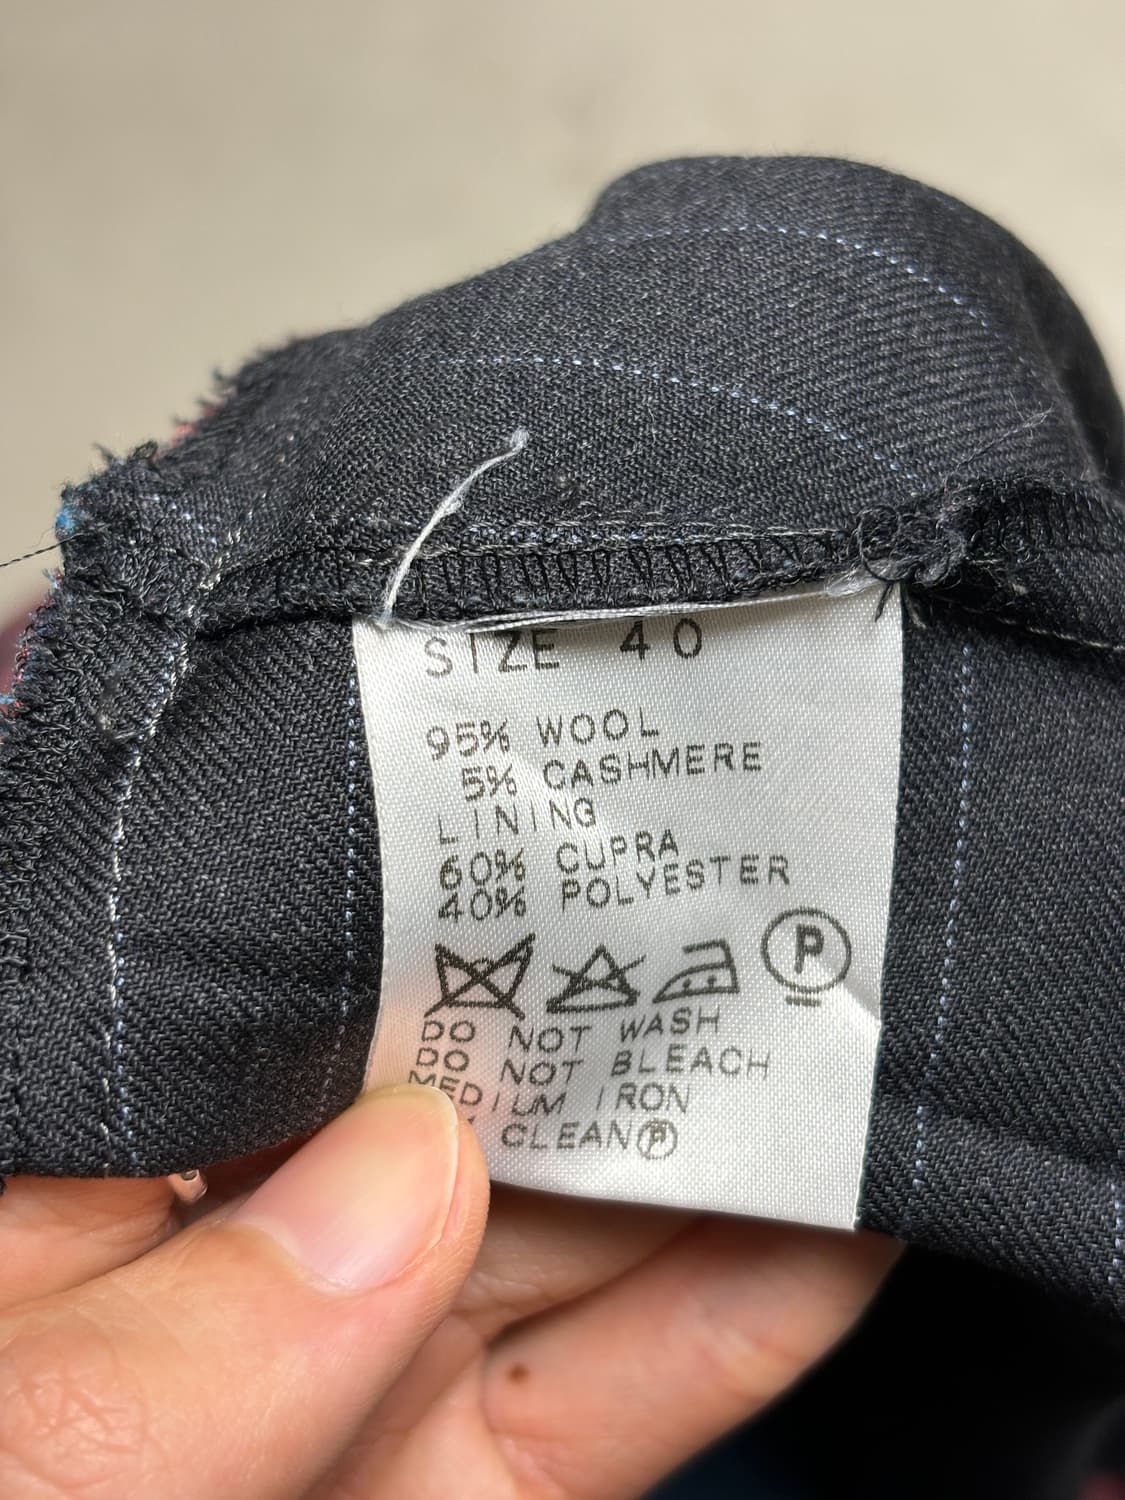 SIZE 40
95% WOOL
5% CASHMERE
LINING
60% CUPRA
40% POLYESTER
P
DO NOT WASH
DO NOT BLEACH
MEDIUM IRON
CLEAN Ⓟ